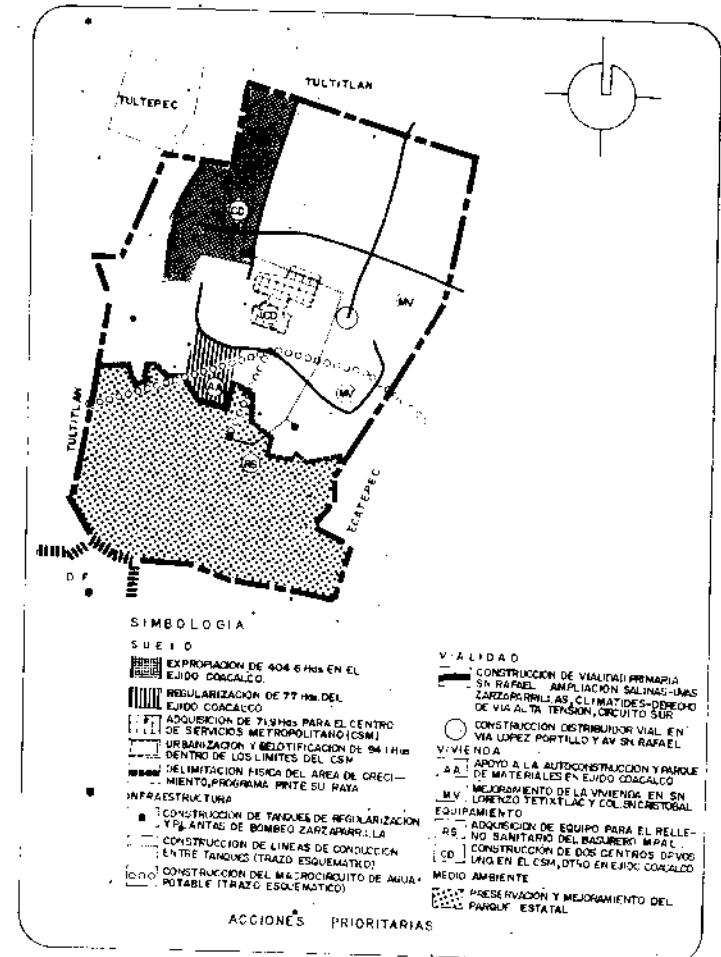 TULTITLAN
TULTEPEC
CD
MV
CD
AA
MV
RS
TULTITLAN
ECATEPEC
D F
SIMBOLOGIA
SUELO
EXPROPIACION DE 404 6 Has EN EL
EJIDO COACALCO.
REGULARIZACION DE 77 Has. DEL
EJIDO COACALCO
ADQUISICION DE 71,9 Has PARA EL CENTRO
DE SERVICIOS METROPOLITANO (CSM)
URBANIZACION Y RELOTIFICACION DE 94 1 Has
DENTRO DE LOS LIMITES DEL CSM
DELIMITACION FISICA DEL AREA DE CRECI-
MIENTO, PROGRAMA PINTE SU RAYA
INFRAESTRUCTURA
CONSTRUCCION DE TANQUES DE REGULARIZACION
Y PLANTAS DE BOMBEO ZARZAPARRILLA
CONSTRUCCION DE LINEAS DE CONDUCCION
ENTRE TANQUES (TRAZO ESQUEMATICO)
CONSTRUCCION DEL MACROCIRCUITO DE AGUA
POTABLE (TRAZO ESQUEMATICO)
VIALIDAD
CONSTRUCCION DE VIALIDAD PRIMARIA
SN RAFAEL AMPLIACIÓN SALINAS-
ZARZAPARRILLAS, CLIMATIDES-DERECHO
DE VIA ALTA TENSION, CIRCUITO SUR
CONSTRUCCION DISTRIBUIDOR VIAL EN
VIA LOPEZ PORTILLO Y AV SN RAFAEL
VIVIENDA
AA APOYO A LA AUTOCONSTRUCCION Y PARQUE
DE MATERIALES EN EJIDO COACALCO
MV MEJORAMIENTO DE LA VIVIENDA EN SN
LORENZO TETIXTLAC Y COL. SN CRISTOBAL
EQUIPAMIENTO
RS ADQUISICION DE EQUIPO PARA EL RELLE-
NO SANITARIO DEL BASURERO MPAL.
CD CONSTRUCCION DE DOS CENTROS DPVOS
UNO EN EL CSM, OTRO EN EJIDO COACALCO
MEDIO AMBIENTE
PRESERVACION Y MEJORAMIENTO DEL
PARQUE ESTATAL
ACCIONES PRIORITARIAS